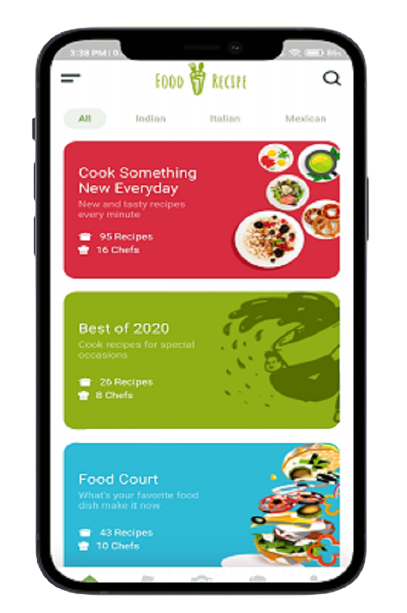 3:38 PM | 0
FOOD RECIPE
All Indian Italian Mexican
Cook Something
New Everyday
New and tasty recipes
every minute
95 Recipes
16 Chefs
Best of 2020
Cook recipes for special
occasions
26 Recipes
8 Chefs
Food Court
What's your favorite food
dish make it now
43 Recipes
10 Chefs